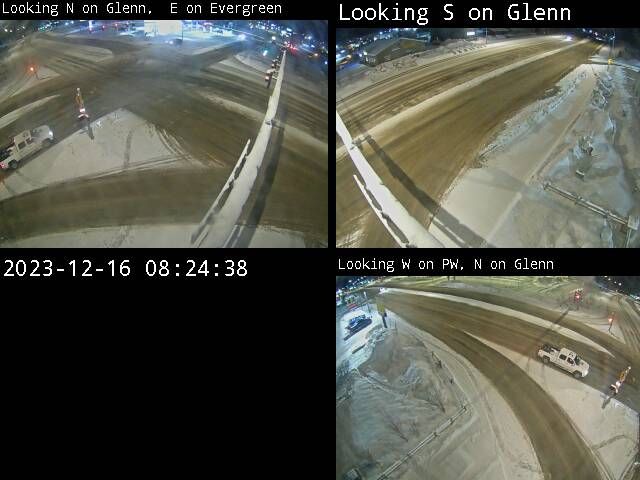 Looking N on Glenn, E on Evergreen
Looking S on Glenn
2023-12-16 08:24:38
Looking W on PW, N on Glenn